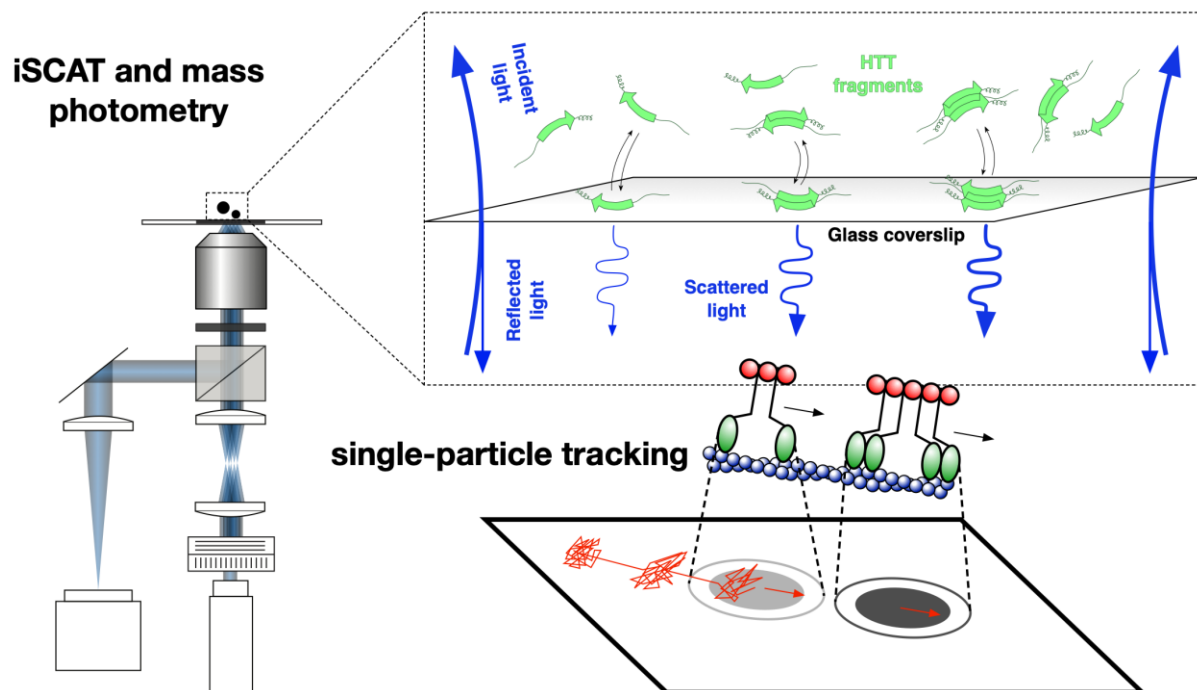 iSCAT and mass
photometry
Incident
light
HTT
fragments
Glass coverslip
Reflected
light
Scattered
light
single-particle tracking